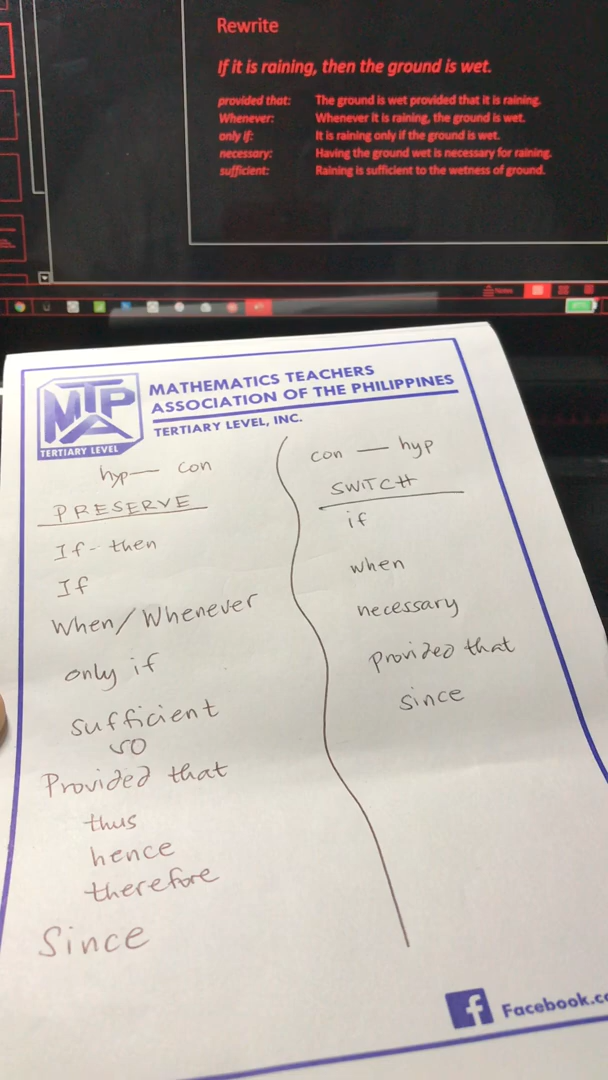 Rewrite
If it is raining, then the ground is wet.
provided that: The ground is wet provided that it is raining.
Whenever: Whenever it is raining, the ground is wet.
only if: It is raining only if the ground is wet.
necessary: Having the ground wet is necessary for raining.
sufficient: Raining is sufficient to the wetness of ground.
Notes
MTAP
TERTIARY LEVEL
MATHEMATICS TEACHERS
ASSOCIATION OF THE PHILIPPINES
TERTIARY LEVEL, INC.
hyp — con
PRESERVE
If - then
If
When/Whenever
only if
sufficient
so
Provided that
thus
hence
therefore
Since
con — hyp
SWITCH
if
when
necessary
Provided that
since
Facebook.co